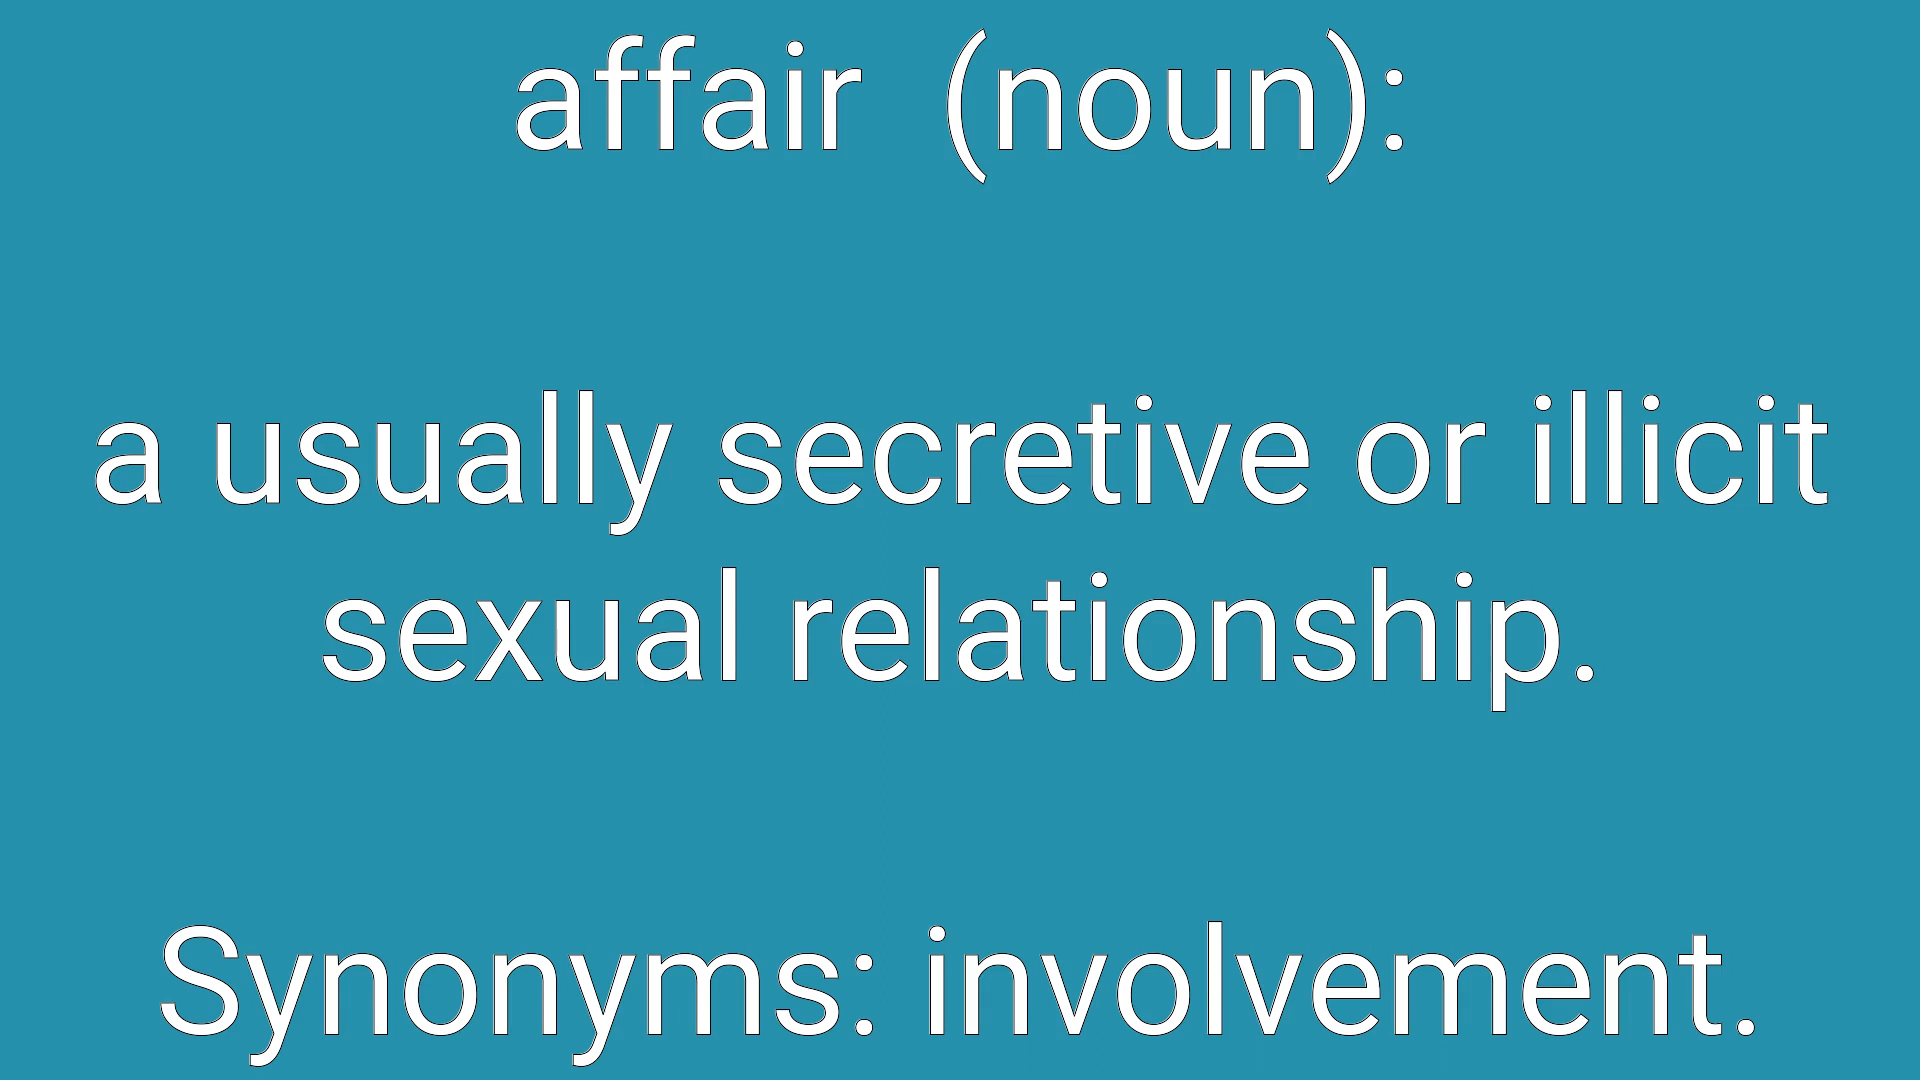 affair  (noun):
a usually secretive or illicit
sexual relationship.
Synonyms: involvement.